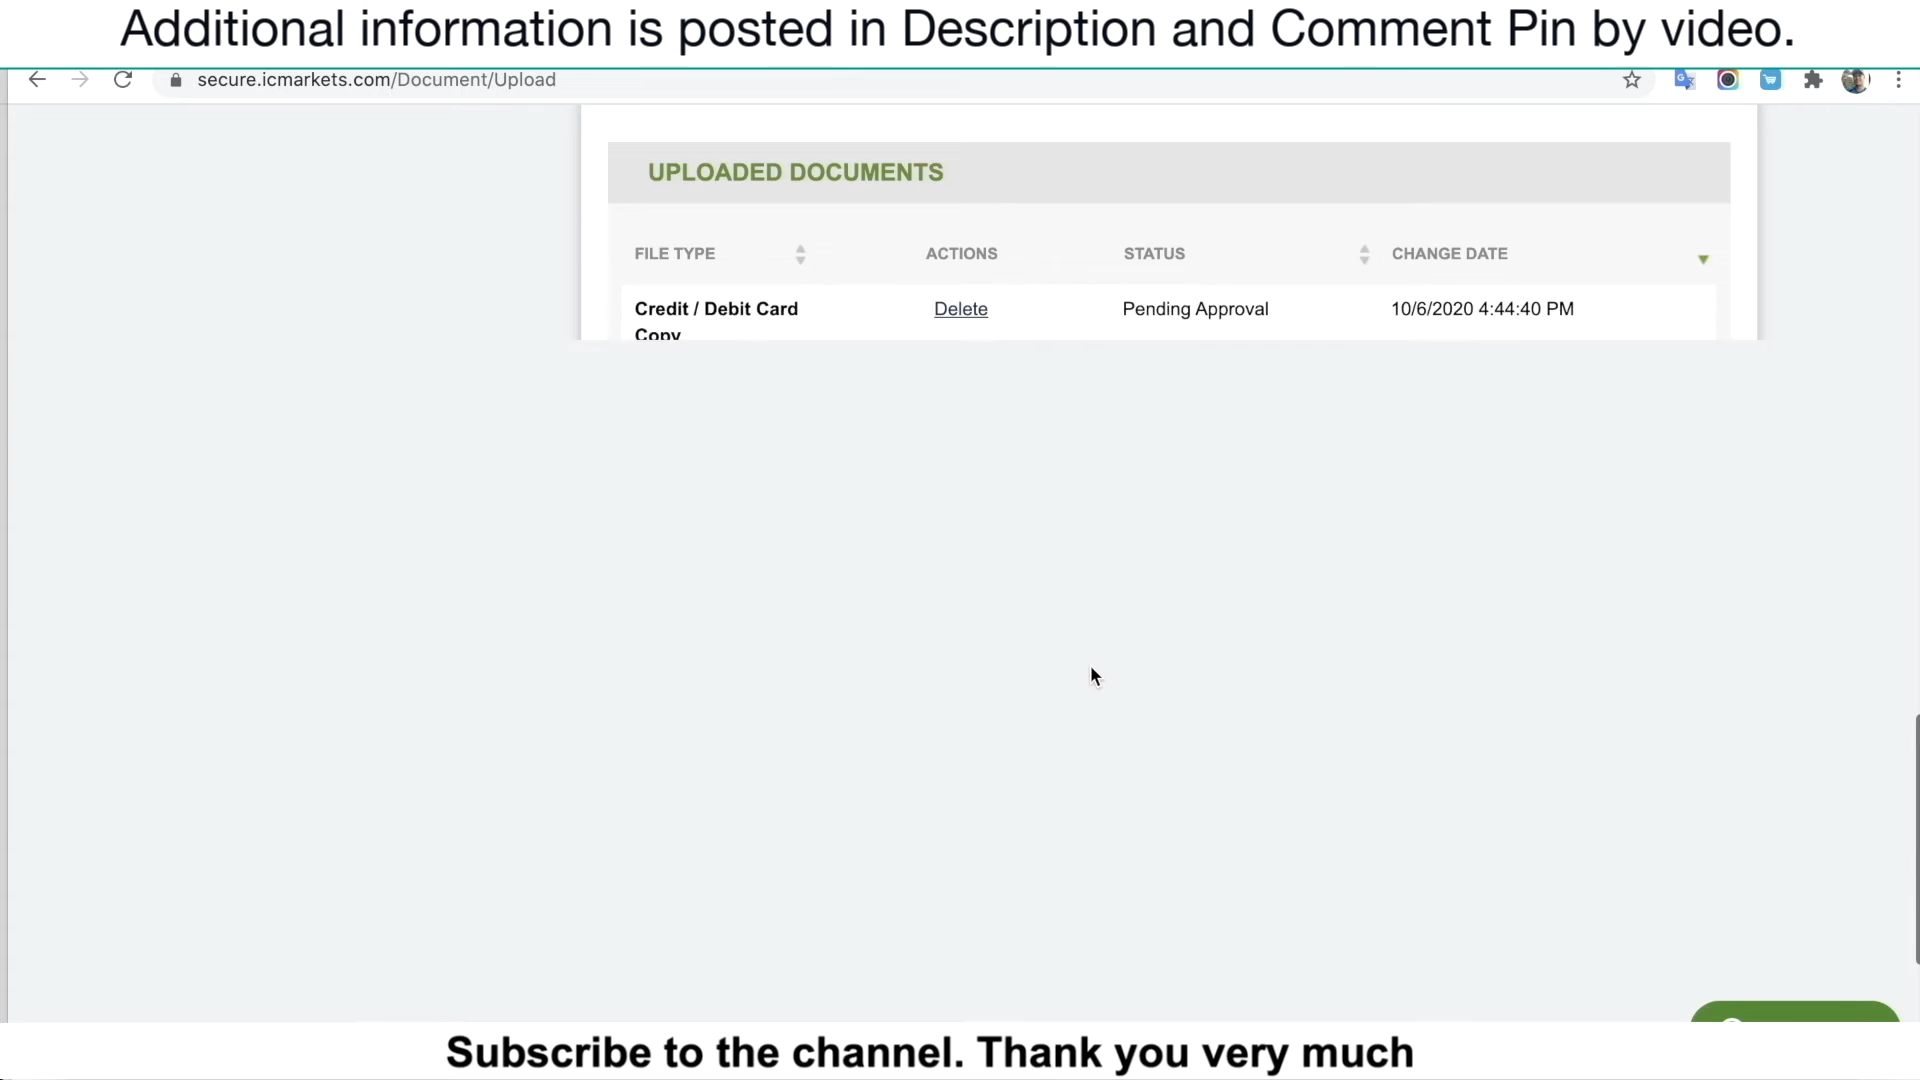 Additional information is posted in Description and Comment Pin by video.
secure.icmarkets.com/Document/Upload
UPLOADED DOCUMENTS
FILE TYPE ACTIONS STATUS CHANGE DATE
Credit / Debit Card Delete Pending Approval 10/6/2020 4:44:40 PM
Copy
Subscribe to the channel. Thank you very much